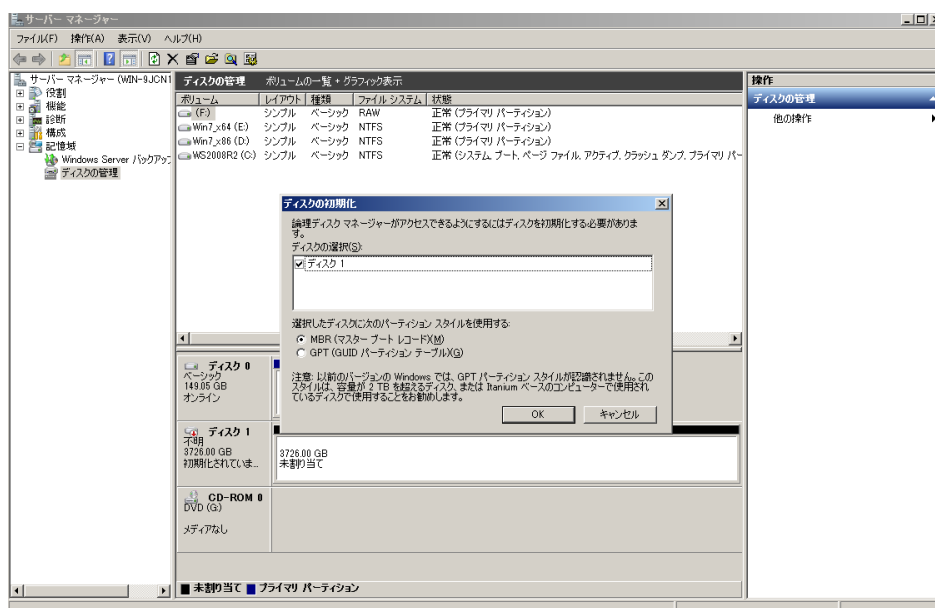 サーバー マネージャー
ファイル(F) 操作(A) 表示(V) ヘルプ(H)
サーバー マネージャー (WIN-9JCN1
役割
機能
診断
構成
記憶域
Windows Server バックアップ
ディスクの管理
ディスクの管理 ボリュームの一覧 + グラフィック表示
ボリューム レイアウト 種類 ファイル システム 状態
(F:) シンプル ベーシック RAW 正常 (プライマリ パーティション)
Win7_x64 (E:) シンプル ベーシック NTFS 正常 (プライマリ パーティション)
Win7_x86 (D:) シンプル ベーシック NTFS 正常 (プライマリ パーティション)
WS2008R2 (C:) シンプル ベーシック NTFS 正常 (システム, ブート, ページ ファイル, アクティブ, クラッシュ ダンプ, プライマリ パー
ディスクの初期化
論理ディスク マネージャーがアクセスできるようにするにはディスクを初期化する必要がありま
す。
ディスクの選択(S):
ディスク 1
選択したディスクに次のパーティション スタイルを使用する:
MBR (マスター ブート レコード)(M)
GPT (GUID パーティション テーブル)(G)
注意: 以前のバージョンの Windows では、GPT パーティション スタイルが認識されません。この
スタイルは、容量が 2 TB を超えるディスク、または Itanium ベースのコンピューターで使用され
ているディスクで使用することをお勧めします。
OK キャンセル
ディスク 0
ベーシック
149.05 GB
オンライン
ディスク 1
不明
3726.00 GB
初期化されていま...
3726.00 GB
未割り当て
CD-ROM 0
DVD (G:)
メディアなし
未割り当て プライマリ パーティション
操作
ディスクの管理
他の操作